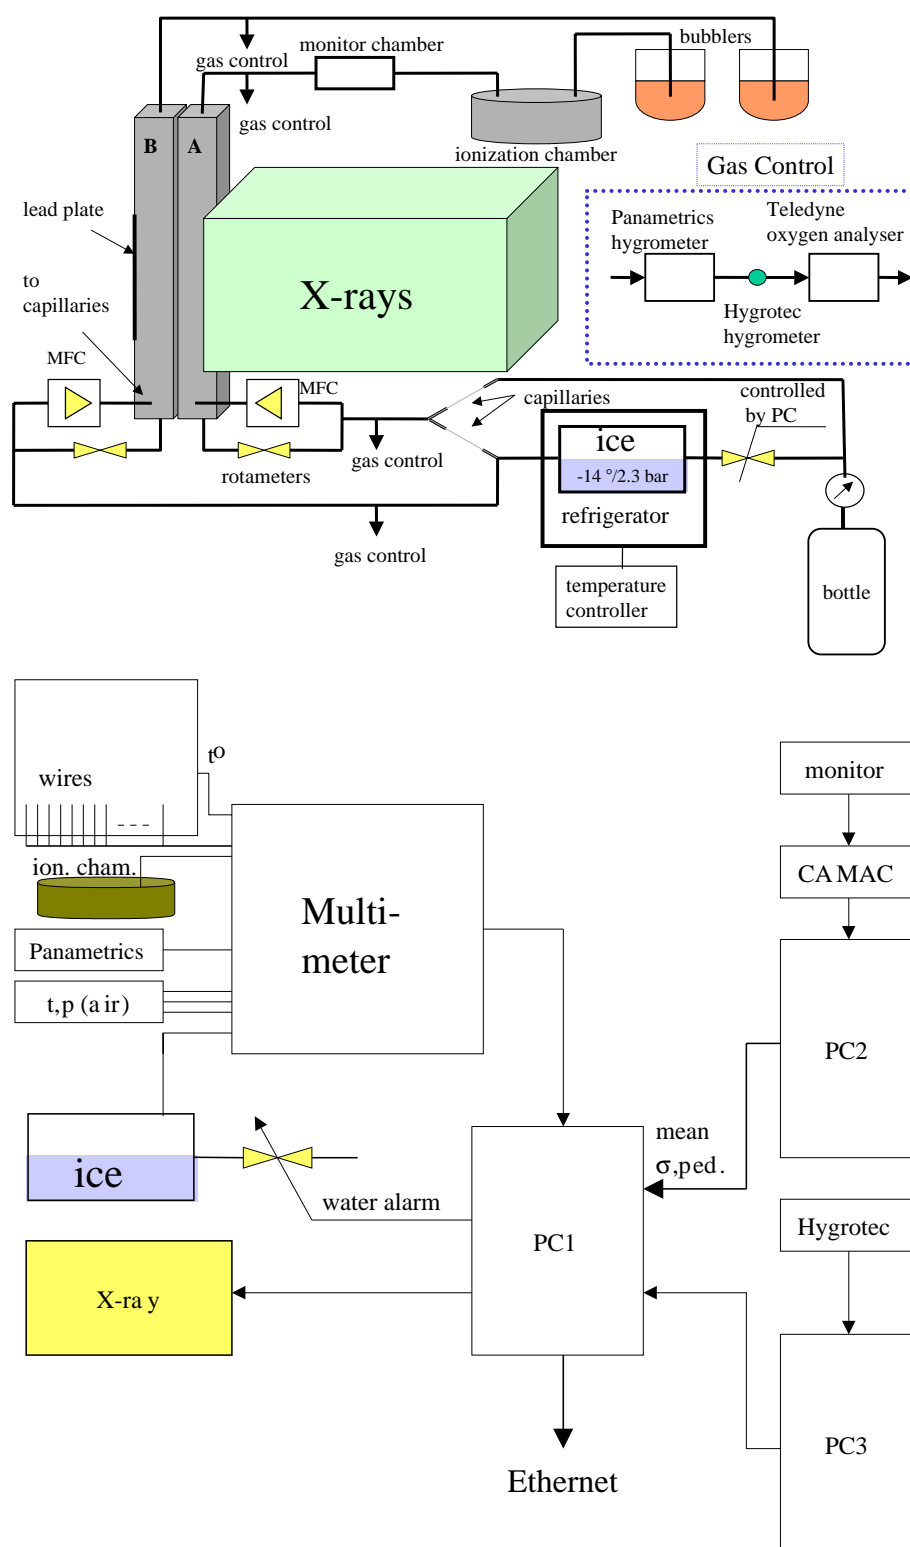 monitor chamber
bubblers
gas control
gas control
B
A
ionization chamber
Gas Control
lead plate
Panametrics
hygrometer
Teledyne
oxygen analyser
to
capillaries
X-rays
Hygrotec
hygrometer
MFC
MFC
capillaries
controlled
by PC
ice
-14 °/2.3 bar
gas control
rotameters
refrigerator
gas control
temperature
controller
bottle
to
wires
monitor
ion. cham.
CAMAC
Multi-
meter
Panametrics
t,p (air)
PC2
mean
σ,ped.
ice
water alarm
PC1
Hygrotec
X-ray
PC3
Ethernet